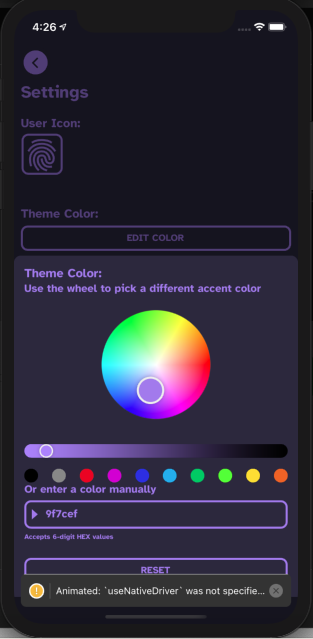 4:26
Settings
User Icon:
Theme Color:
EDIT COLOR
Theme Color:
Use the wheel to pick a different accent color
Or enter a color manually
9f7cef
Accepts 6-digit HEX values
RESET
Animated: `useNativeDriver` was not specifie...